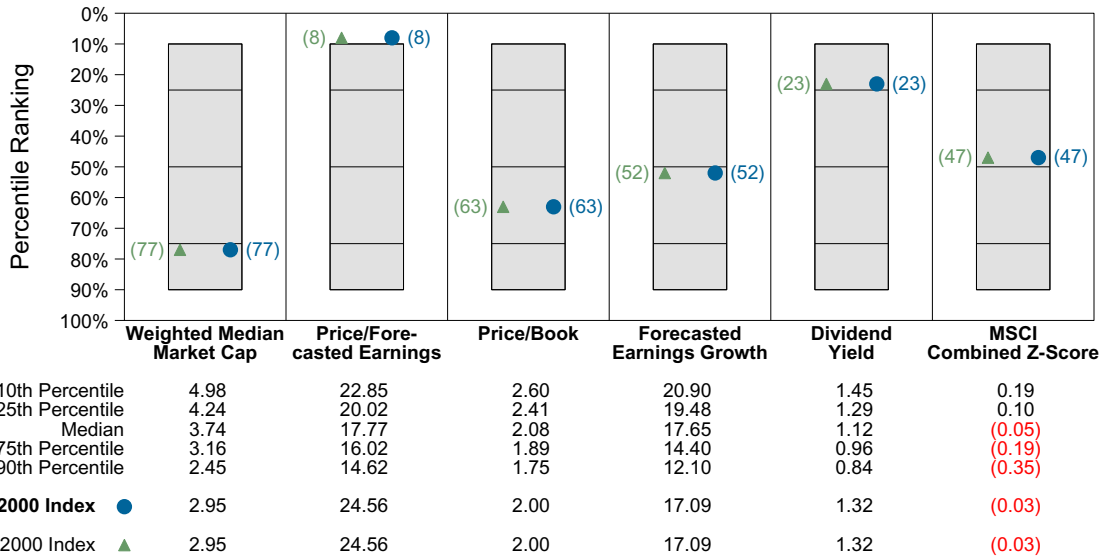 Percentile Ranking
0%
10%
20%
30%
40%
50%
60%
70%
80%
90%
100%
(77) (77)
(8) (8)
(63) (63)
(52) (52)
(23) (23)
(47) (47)
Weighted Median
Market Cap
Price/Fore-
casted Earnings
Price/Book
Forecasted
Earnings Growth
Dividend
Yield
MSCI
Combined Z-Score
10th Percentile 4.98 22.85 2.60 20.90 1.45 0.19
25th Percentile 4.24 20.02 2.41 19.48 1.29 0.10
Median 3.74 17.77 2.08 17.65 1.12 (0.05)
75th Percentile 3.16 16.02 1.89 14.40 0.96 (0.19)
90th Percentile 2.45 14.62 1.75 12.10 0.84 (0.35)
2000 Index 2.95 24.56 2.00 17.09 1.32 (0.03)
2000 Index 2.95 24.56 2.00 17.09 1.32 (0.03)